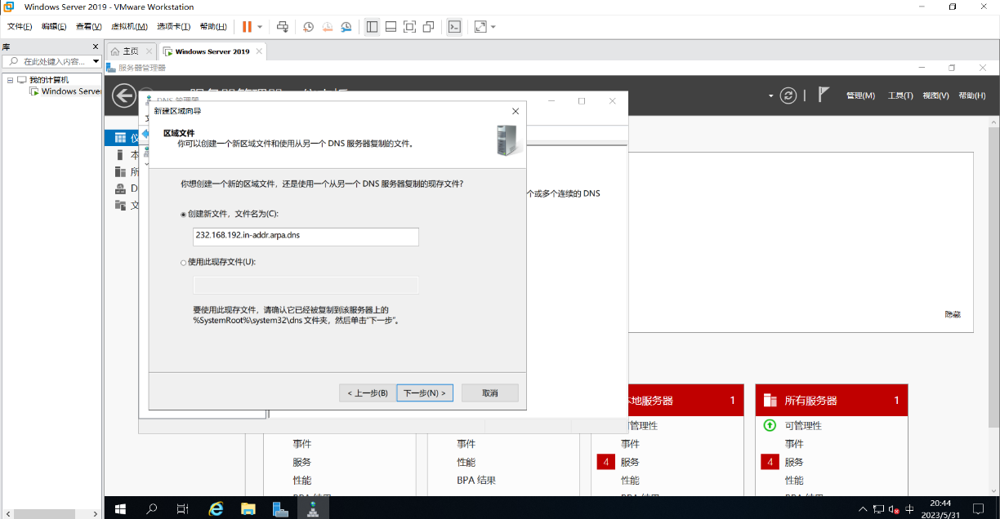 Windows Server 2019 - VMware Workstation
文件(F) 编辑(E) 查看(V) 虚拟机(M) 选项卡(T) 帮助(H)
库
在此处键入内容...
我的计算机
Windows Server
主页
Windows Server 2019
服务器管理器
管理(M) 工具(T) 视图(V) 帮助(H)
DNS 管理器
新建区域向导
区域文件
你可以创建一个新区域文件和使用从另一个 DNS 服务器复制的文件。
你想创建一个新的区域文件，还是使用一个从另一个 DNS 服务器复制的现存文件?
创建新文件，文件名为(C):
232.168.192.in-addr.arpa.dns
使用此现存文件(U):
要使用此现存文件，请确认它已经被复制到该服务器上的
%SystemRoot%\system32\dns 文件夹，然后单击“下一步”。
< 上一步(B) 下一步(N) > 取消
个或多个连续的 DNS
隐藏
本
所
D
文
地服务器 1
所有服务器 1
可管理性
可管理性
事件 事件 事件 事件
服务 性能 4 服务 4 服务
性能 BPA 结果 性能 性能
中
20:44
2023/5/31